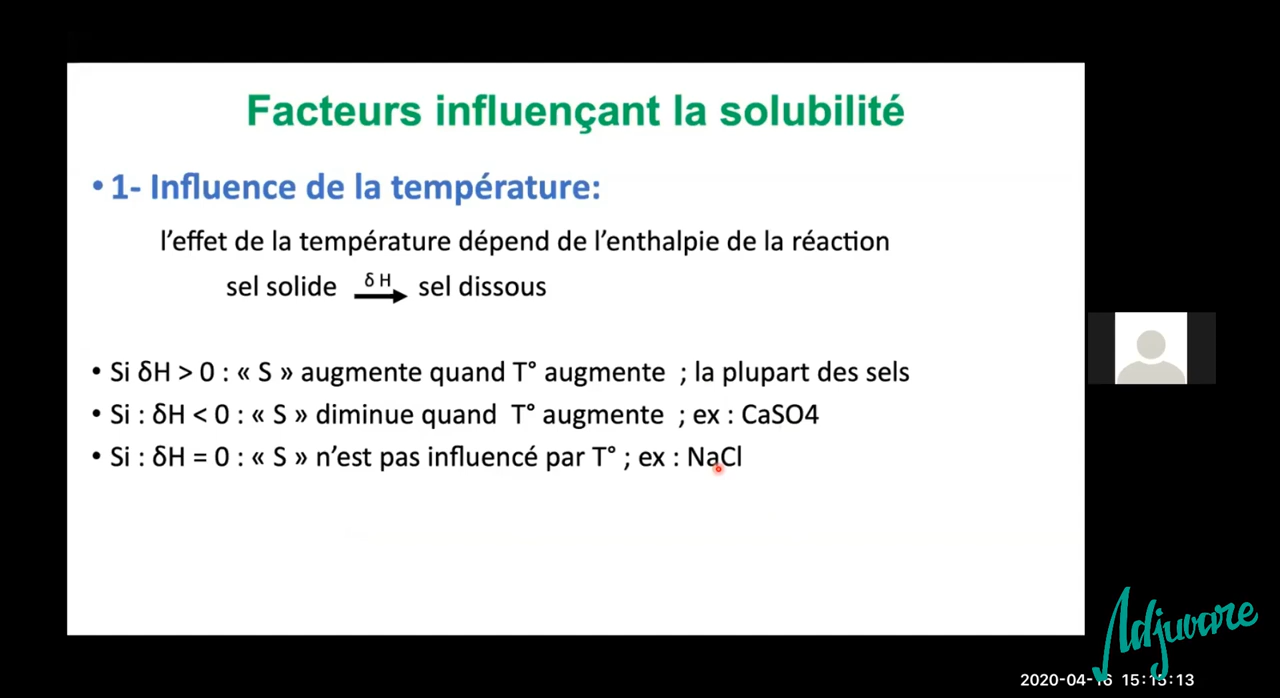 Facteurs influençant la solubilité
• 1- Influence de la température:
l’effet de la température dépend de l’enthalpie de la réaction
δ H
sel solide → sel dissous
• Si δH > 0 : « S » augmente quand T° augmente ; la plupart des sels
• Si : δH < 0 : « S » diminue quand T° augmente ; ex : CaSO4
• Si : δH = 0 : « S » n’est pas influencé par T° ; ex : NaCl
Adjuvare
2020-04-16 15:15:13